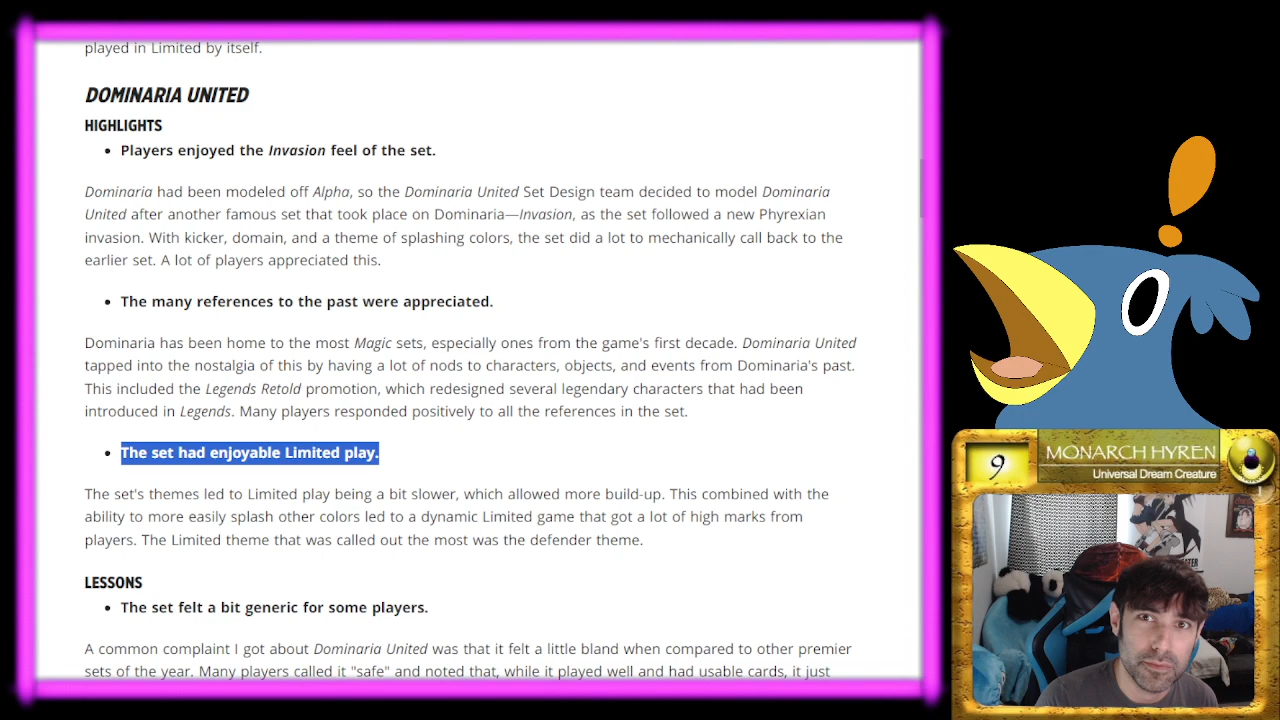 played in Limited by itself.
DOMINARIA UNITED
HIGHLIGHTS
• Players enjoyed the Invasion feel of the set.
Dominaria had been modeled off Alpha, so the Dominaria United Set Design team decided to model Dominaria
United after another famous set that took place on Dominaria—Invasion, as the set followed a new Phyrexian
invasion. With kicker, domain, and a theme of splashing colors, the set did a lot to mechanically call back to the
earlier set. A lot of players appreciated this.
• The many references to the past were appreciated.
Dominaria has been home to the most Magic sets, especially ones from the game's first decade. Dominaria United
tapped into the nostalgia of this by having a lot of nods to characters, objects, and events from Dominaria's past.
This included the Legends Retold promotion, which redesigned several legendary characters that had been
introduced in Legends. Many players responded positively to all the references in the set.
• The set had enjoyable Limited play.
The set's themes led to Limited play being a bit slower, which allowed more build-up. This combined with the
ability to more easily splash other colors led to a dynamic Limited game that got a lot of high marks from
players. The Limited theme that was called out the most was the defender theme.
LESSONS
• The set felt a bit generic for some players.
A common complaint I got about Dominaria United was that it felt a little bland when compared to other premier
sets of the year. Many players called it "safe" and noted that, while it played well and had usable cards, it just
9
MONARCH HYREN
Universal Dream Creature